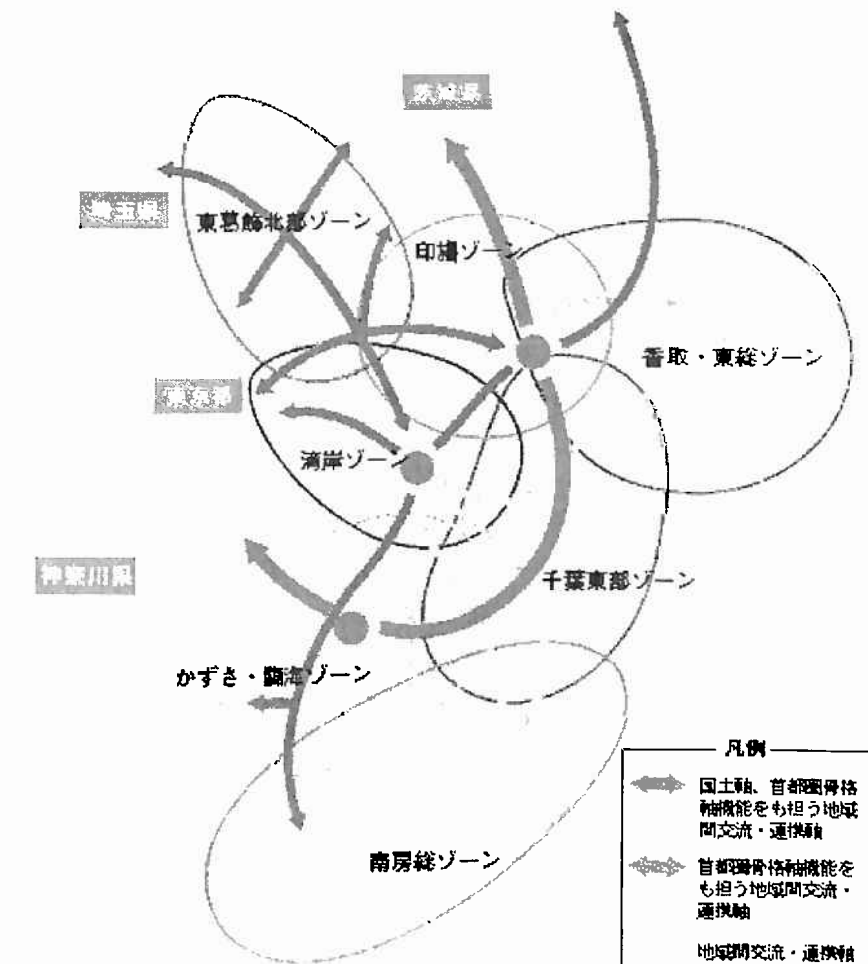 茨城県
埼玉県
東葛飾北部ゾーン
印旛ゾーン
香取・東総ゾーン
東京都
湾岸ゾーン
神奈川県
千葉東部ゾーン
かずさ・臨海ゾーン
南房総ゾーン
凡例
国土軸、首都圏骨格
軸機能をも担う地域
間交流・連携軸
首都圏骨格軸機能を
も担う地域間交流・
連携軸
地域間交流・連携軸